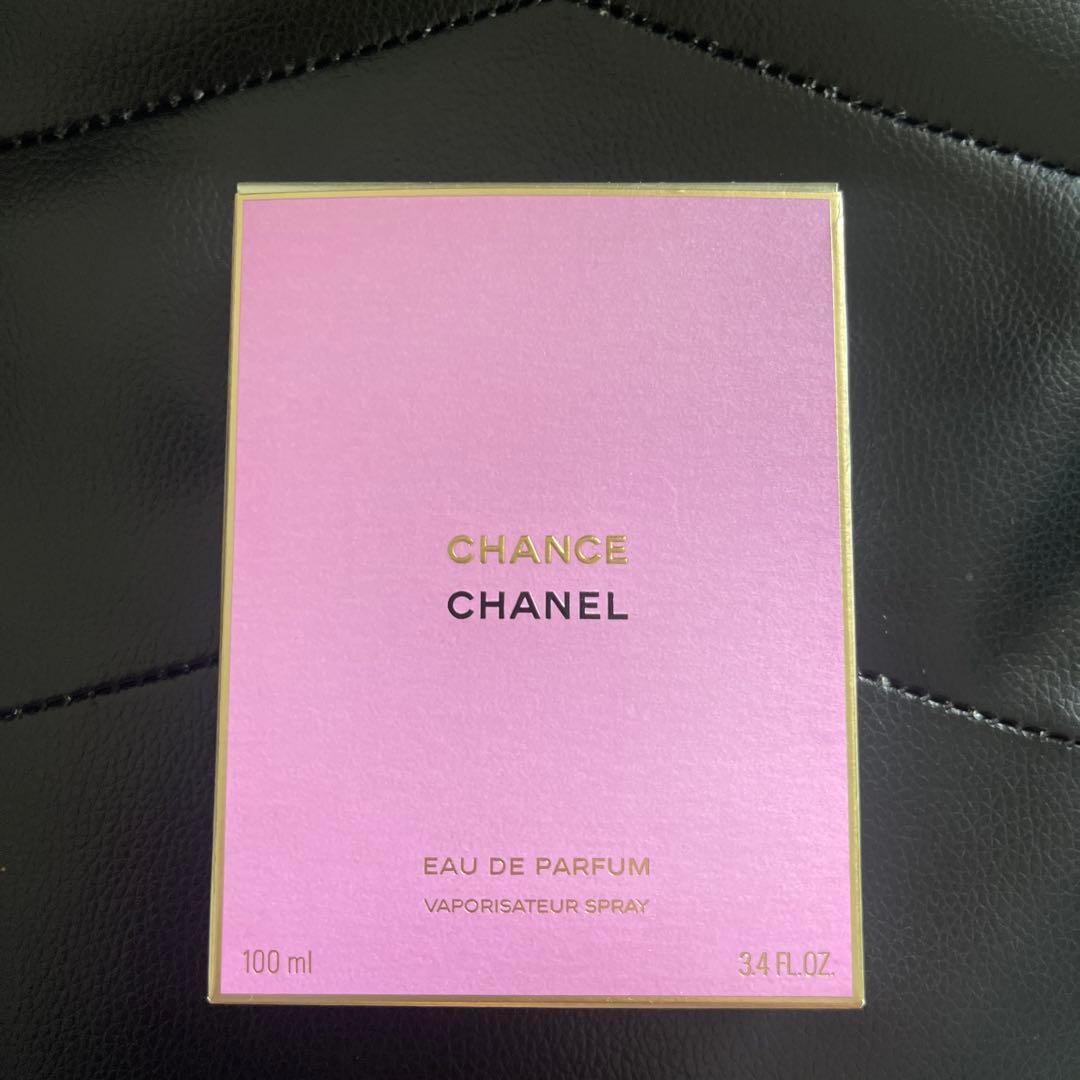 CHANCE
CHANEL
EAU DE PARFUM
VAPORISATEUR SPRAY
100 ml 3.4 FL.OZ.